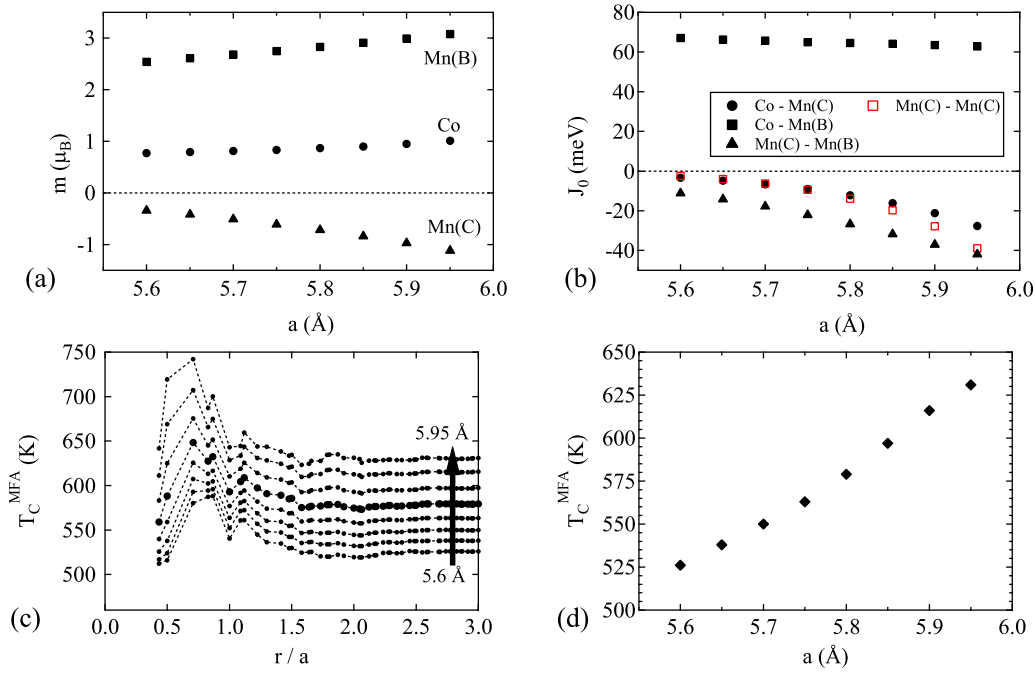 3
2
1
0
-1
m (μB)
Mn(B)
Co
Mn(C)
5.6 5.7 5.8 5.9 6.0
(a)
a (Å)
80
60
40
20
0
-20
-40
J0 (meV)
Co - Mn(C) Mn(C) - Mn(C)
Co - Mn(B)
Mn(C) - Mn(B)
5.6 5.7 5.8 5.9 6.0
(b)
a (Å)
750
700
650
600
550
500
TC MFA (K)
5.95 Å
5.6 Å
0.0 0.5 1.0 1.5 2.0 2.5 3.0
(c)
r / a
650
625
600
575
550
525
500
TC MFA (K)
5.6 5.7 5.8 5.9 6.0
(d)
a (Å)